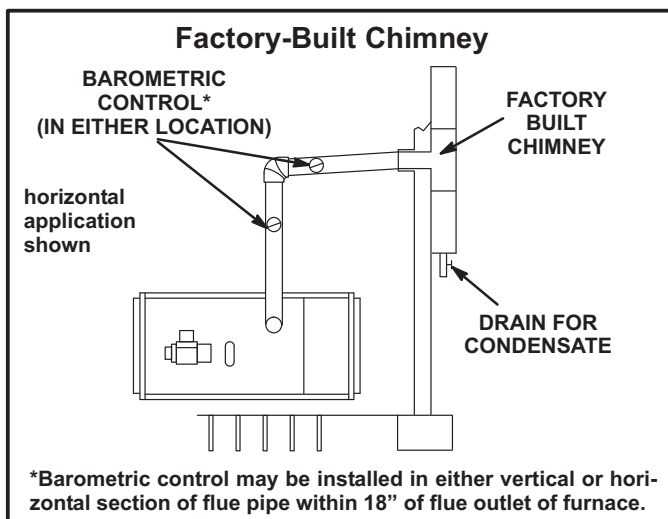 Factory-Built Chimney
BAROMETRIC
CONTROL*
(IN EITHER LOCATION)
FACTORY
BUILT
CHIMNEY
horizontal
application
shown
DRAIN FOR
CONDENSATE
*Barometric control may be installed in either vertical or hori-
zontal section of flue pipe within 18” of flue outlet of furnace.